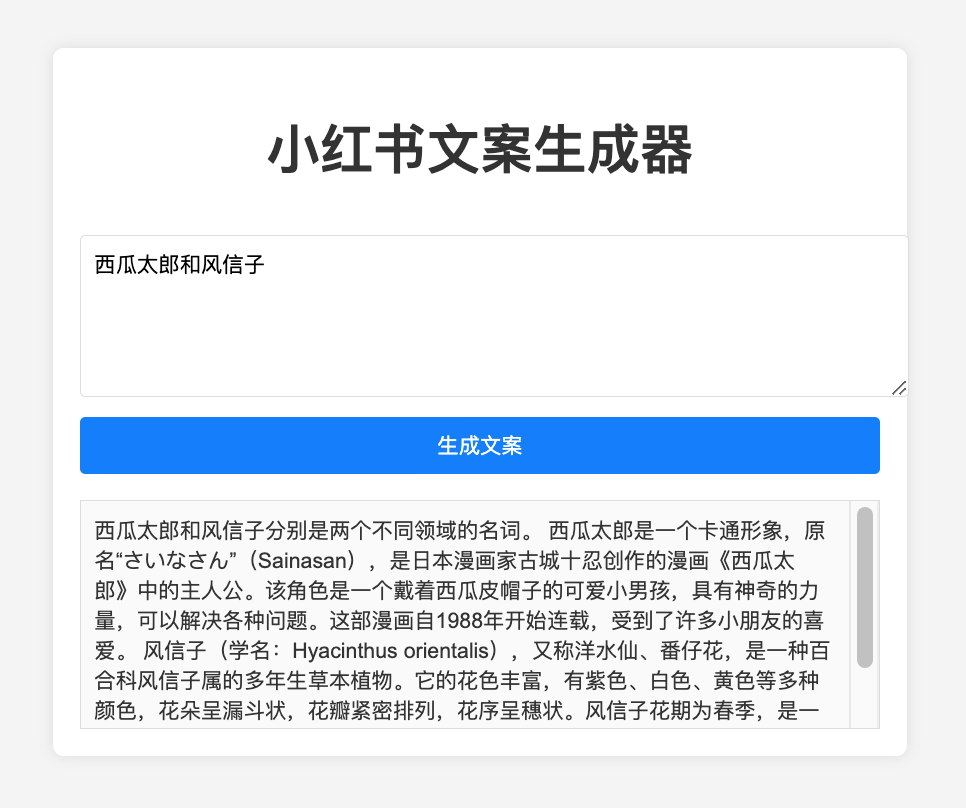 小红书文案生成器
西瓜太郎和风信子
生成文案
西瓜太郎和风信子分别是两个不同领域的名词。 西瓜太郎是一个卡通形象，原
名“さいなさん”（Sainasan），是日本漫画家古城十忍创作的漫画《西瓜太
郎》中的主人公。该角色是一个戴着西瓜皮帽子的可爱小男孩，具有神奇的力
量，可以解决各种问题。这部漫画自1988年开始连载，受到了许多小朋友的喜
爱。 风信子（学名：Hyacinthus orientalis），又称洋水仙、番仔花，是一种百
合科风信子属的多年生草本植物。它的花色丰富，有紫色、白色、黄色等多种
颜色，花朵呈漏斗状，花瓣紧密排列，花序呈穗状。风信子花期为春季，是一